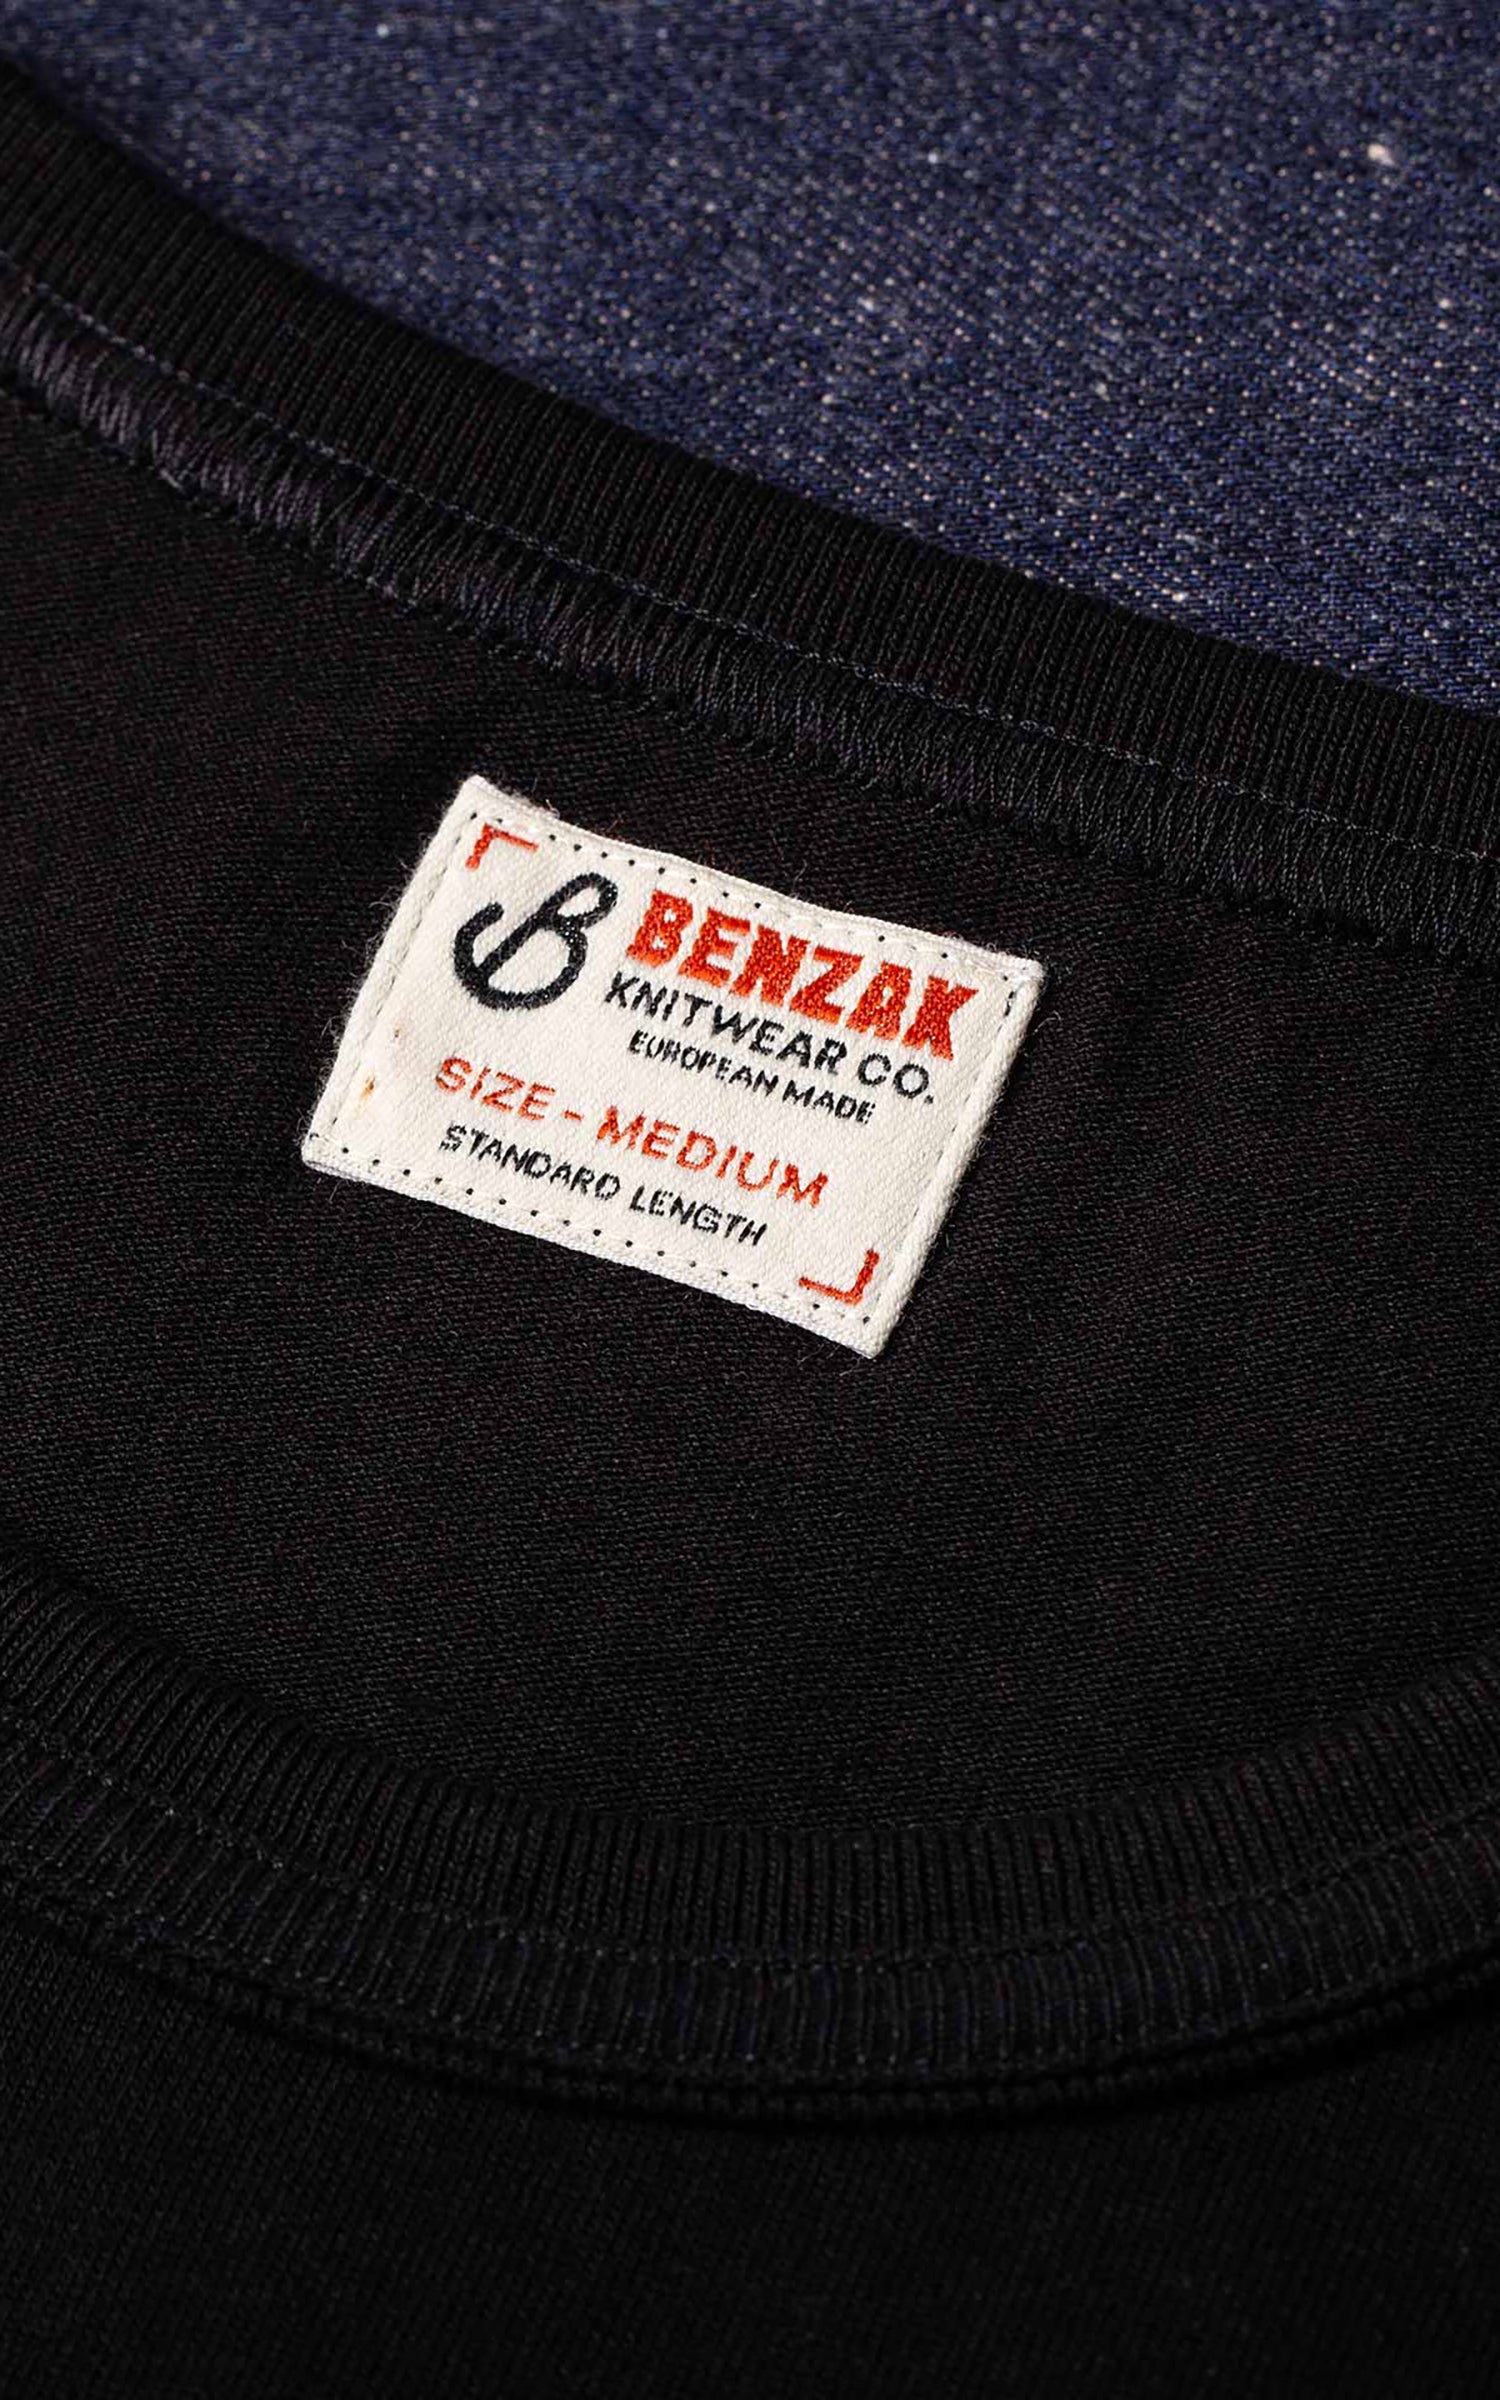 B BENZAK
KNITWEAR CO.
EUROPEAN MADE
SIZE - MEDIUM
STANDARD LENGTH